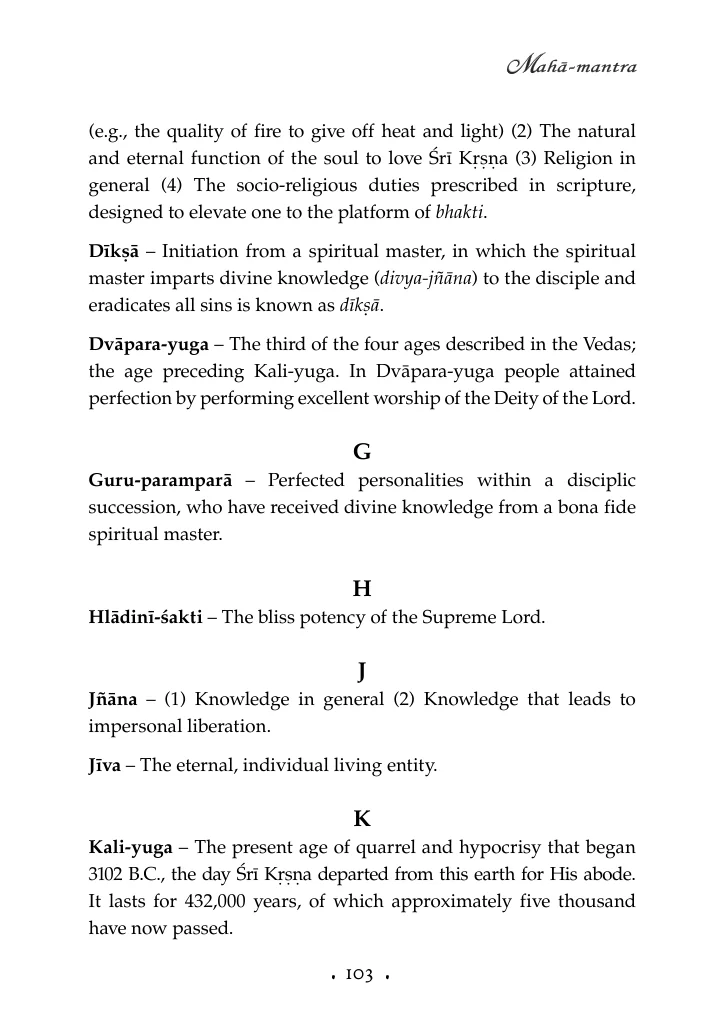 Mahā-mantra
(e.g., the quality of fire to give off heat and light) (2) The natural
and eternal function of the soul to love Śrī Kṛṣṇa (3) Religion in
general (4) The socio-religious duties prescribed in scripture,
designed to elevate one to the platform of bhakti.
Dīkṣā – Initiation from a spiritual master, in which the spiritual
master imparts divine knowledge (divya-jñāna) to the disciple and
eradicates all sins is known as dīkṣā.
Dvāpara-yuga – The third of the four ages described in the Vedas;
the age preceding Kali-yuga. In Dvāpara-yuga people attained
perfection by performing excellent worship of the Deity of the Lord.
G
Guru-paramparā – Perfected personalities within a disciplic
succession, who have received divine knowledge from a bona fide
spiritual master.
H
Hlādinī-śakti – The bliss potency of the Supreme Lord.
J
Jñāna – (1) Knowledge in general (2) Knowledge that leads to
impersonal liberation.
Jīva – The eternal, individual living entity.
K
Kali-yuga – The present age of quarrel and hypocrisy that began
3102 B.C., the day Śrī Kṛṣṇa departed from this earth for His abode.
It lasts for 432,000 years, of which approximately five thousand
have now passed.
• 103 •